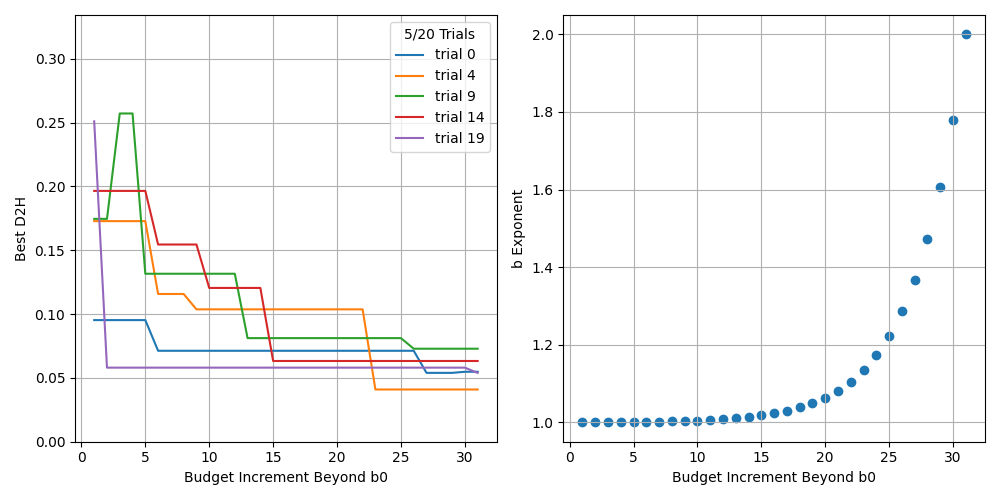 5/20 Trials
trial 0
trial 4
trial 9
trial 14
trial 19
0.30
0.25
0.20
0.15
0.10
0.05
0.00
Best D2H
0 5 10 15 20 25 30
Budget Increment Beyond b0
2.0
1.8
1.6
1.4
1.2
1.0
b Exponent
0 5 10 15 20 25 30
Budget Increment Beyond b0